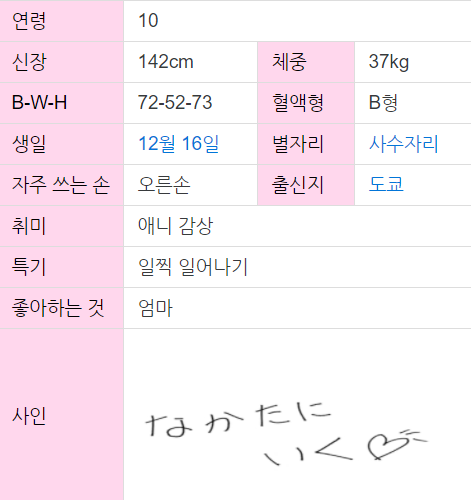 연령 10
신장 142cm 체중 37kg
B-W-H 72-52-73 혈액형 B형
생일 12월 16일 별자리 사수자리
자주 쓰는 손 오른손 출신지 도쿄
취미 애니 감상
특기 일찍 일어나기
좋아하는 것 엄마
사인 なかたに
いく